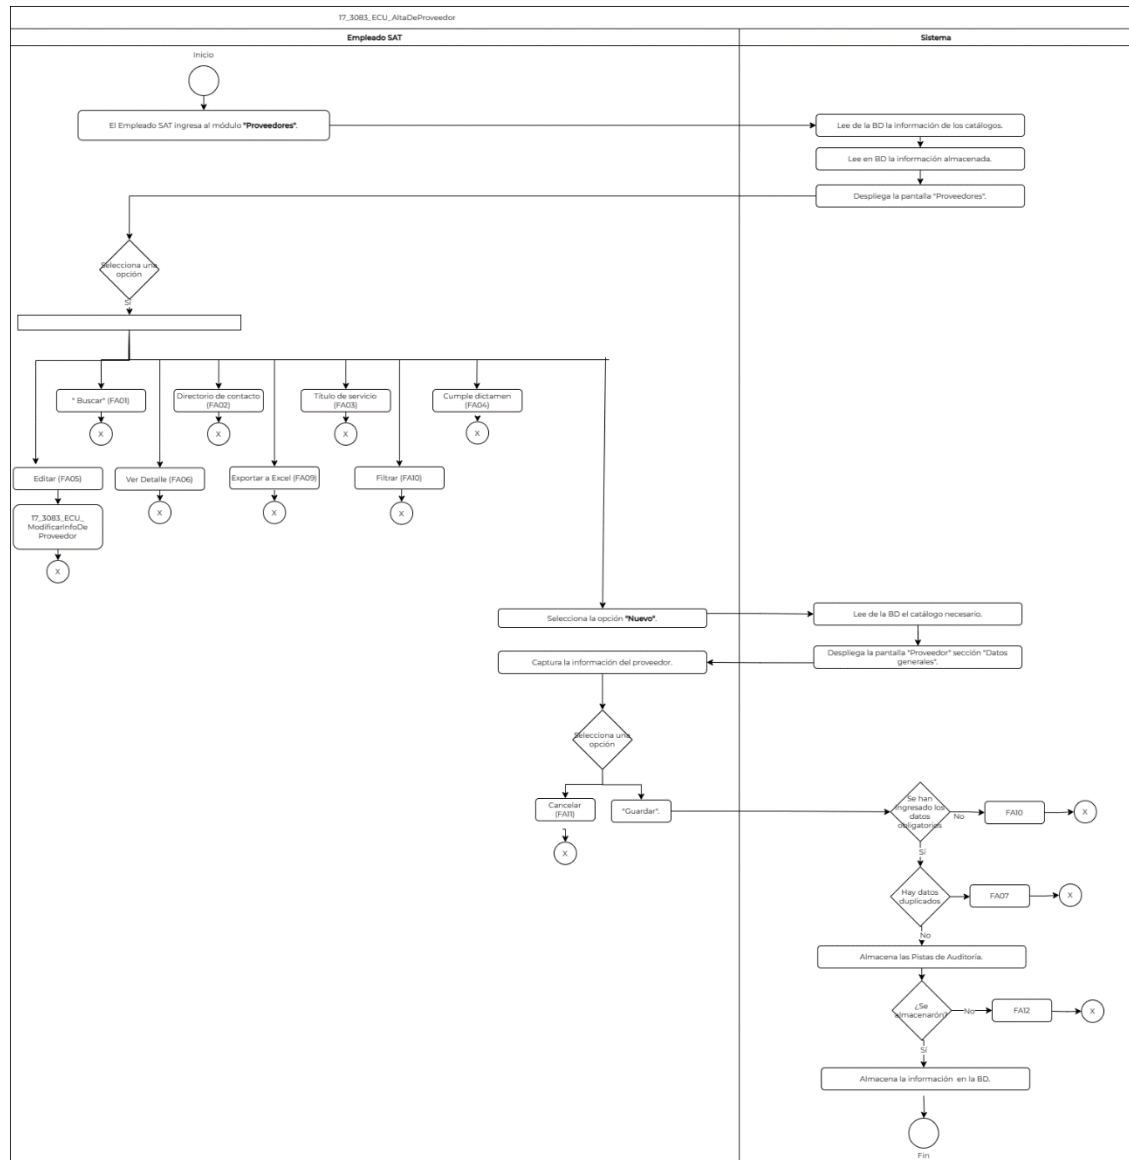 17_3083_ECU_AltaDeProveedor
Empleado SAT
Sistema
Inicio
El Empleado SAT ingresa al módulo "Proveedores".
Lee de la BD la información de los catálogos.
Lee en BD la información almacenada.
Despliega la pantalla "Proveedores".
Selecciona una
opción
Sí
" Buscar" (FA01)
Directorio de contacto
(FA02)
Título de servicio
(FA03)
Cumple dictamen
(FA04)
X
X
X
X
Editar (FA05)
Ver Detalle (FA06)
Exportar a Excel (FA09)
Filtrar (FA10)
X
X
X
17_3083_ECU_
ModificarInfoDe
Proveedor
X
Selecciona la opción "Nuevo".
Lee de la BD el catálogo necesario.
Captura la información del proveedor.
Despliega la pantalla "Proveedor" sección "Datos
generales".
Selecciona una
opción
Cancelar
(FA11)
"Guardar".
X
Se han
ingresado los
datos
obligatorios
No
FA10
X
Sí
Hay datos
duplicados
FA07
X
No
Almacena las Pistas de Auditoría.
¿Se
almacenarón?
No
FA12
X
Sí
Almacena la información en la BD.
Fin